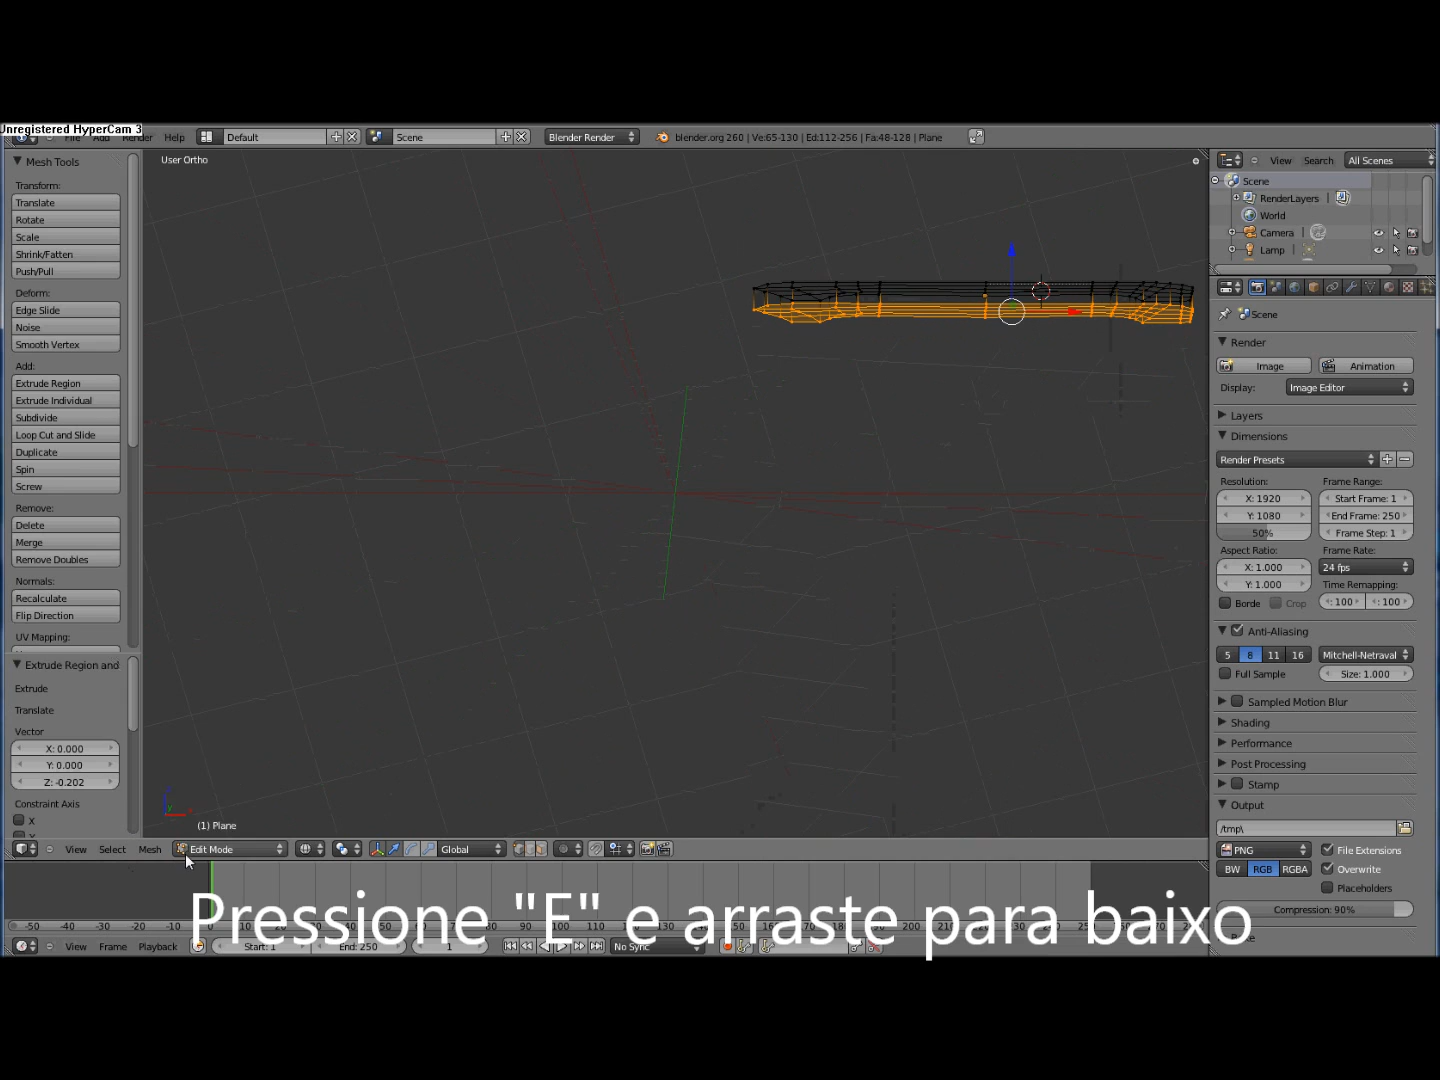 Unregistered HyperCam 3
File Add Render Help Default Scene Blender Render blender.org 260 | Ve:65-130 | Ed:112-256 | Fa:48-128 | Plane
Mesh Tools
Transform:
Translate
Rotate
Scale
Shrink/Fatten
Push/Pull
Deform:
Edge Slide
Noise
Smooth Vertex
Add:
Extrude Region
Extrude Individual
Subdivide
Loop Cut and Slide
Duplicate
Spin
Screw
Remove:
Delete
Merge
Remove Doubles
Normals:
Recalculate
Flip Direction
UV Mapping:
Extrude Region and
Extrude
Translate
Vector
X: 0.000
Y: 0.000
Z: -0.202
Constraint Axis
X
User Ortho
(1) Plane
View Search All Scenes
Scene
RenderLayers
World
Camera
Lamp
Scene
Render
Image Animation
Display: Image Editor
Layers
Dimensions
Render Presets
Resolution: Frame Range:
X: 1920 Start Frame: 1
Y: 1080 End Frame: 250
50% Frame Step: 1
Aspect Ratio: Frame Rate:
X: 1.000 24 fps
Y: 1.000 Time Remapping:
Borde Crop : 100 : 100
Anti-Aliasing
5 8 11 16 Mitchell-Netraval
Full Sample Size: 1.000
Sampled Motion Blur
Shading
Performance
Post Processing
Stamp
Output
/tmp\
PNG File Extensions
BW RGB RGBA Overwrite
Placeholders
Compression: 90%
View Select Mesh Edit Mode Global
Pressione "E" e arraste para baixo
-50 -40 -20
View Frame Playback Start: 1 End: 250 1 No Sync